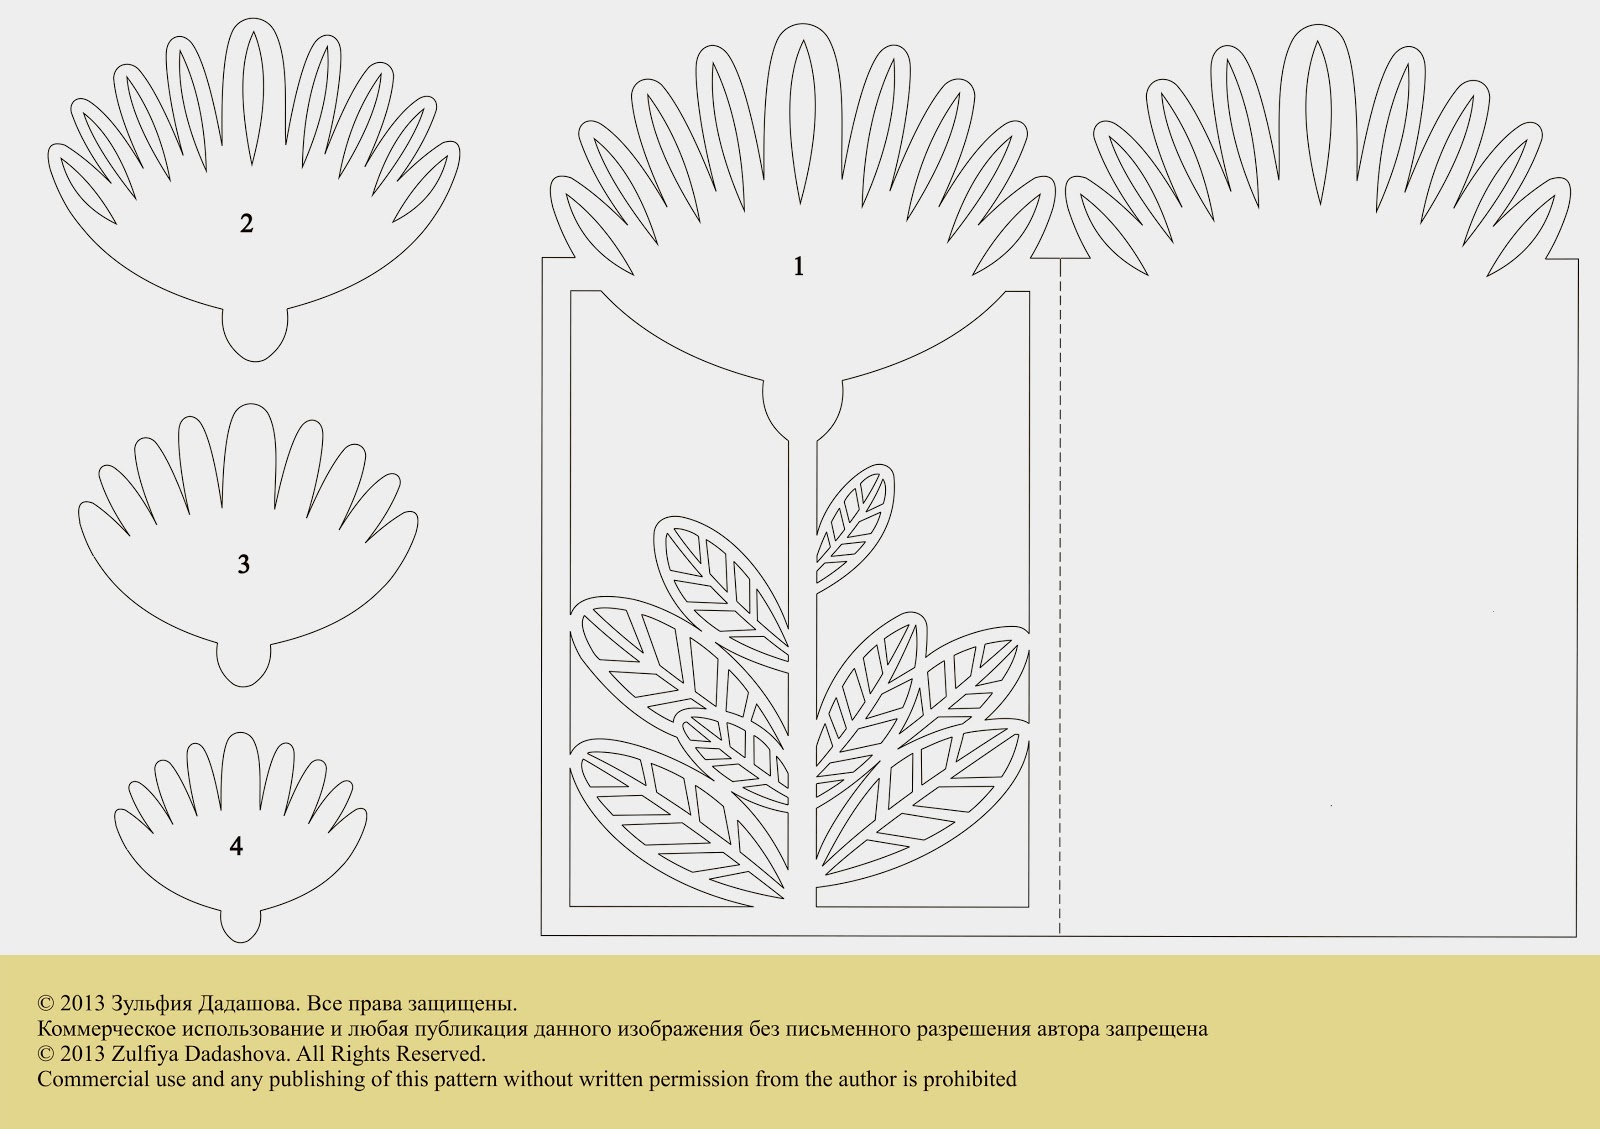 2
1
3
4
© 2013 Зульфия Дадашова. Все права защищены.
Коммерческое использование и любая публикация данного изображения без письменного разрешения автора запрещена
© 2013 Zulfiya Dadashova. All Rights Reserved.
Commercial use and any publishing of this pattern without written permission from the author is prohibited